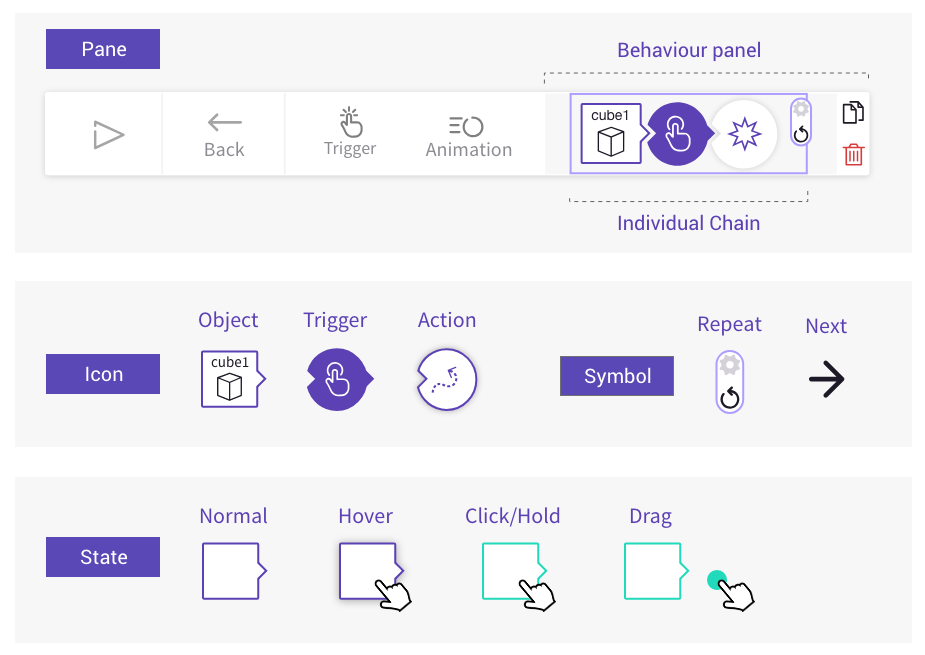 Pane
Behaviour panel
Back
Trigger
Animation
cube1
Individual Chain
Icon
Object
Trigger
Action
cube1
Symbol
Repeat
Next
State
Normal
Hover
Click/Hold
Drag